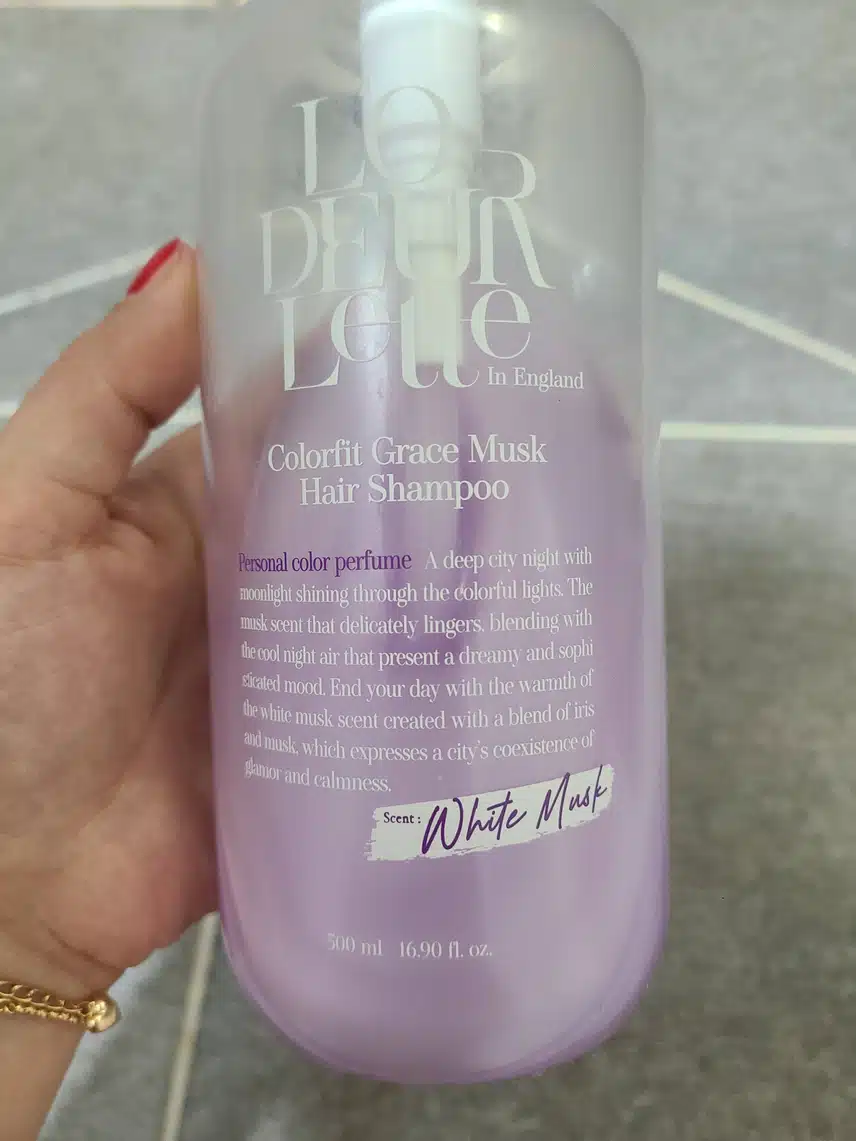 LO
DEUR
Lette
In England
Colorfit Grace Musk
Hair Shampoo
Personal color perfume A deep city night with
moonlight shining through the colorful lights. The
musk scent that delicately lingers, blending with
the cool night air that present a dreamy and sophi
sticated mood. End your day with the warmth of
the white musk scent created with a blend of iris
and musk, which expresses a city's coexistence of
glamor and calmness.
Scent: White Musk
500 ml 16.90 fl. oz.